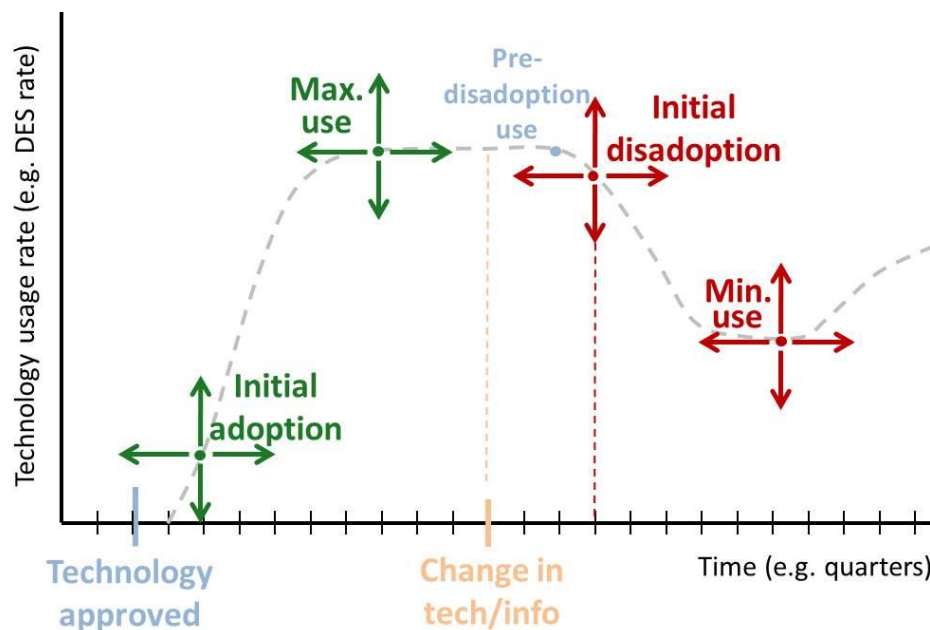 Technology usage rate (e.g. DES rate)
Max.
use
Pre-
disadoption
use
Initial
disadoption
Min.
use
Initial
adoption
Technology
approved
Change in
tech/info
Time (e.g. quarters)